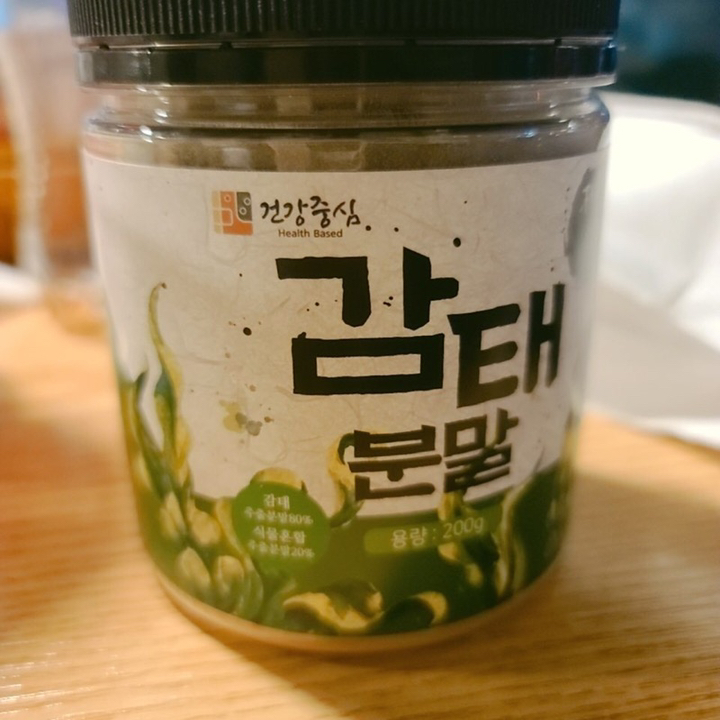 건강중심
Health Based
감태
분말
감태
추출분말80%
식물혼합
추출분말20%
용량 : 200g